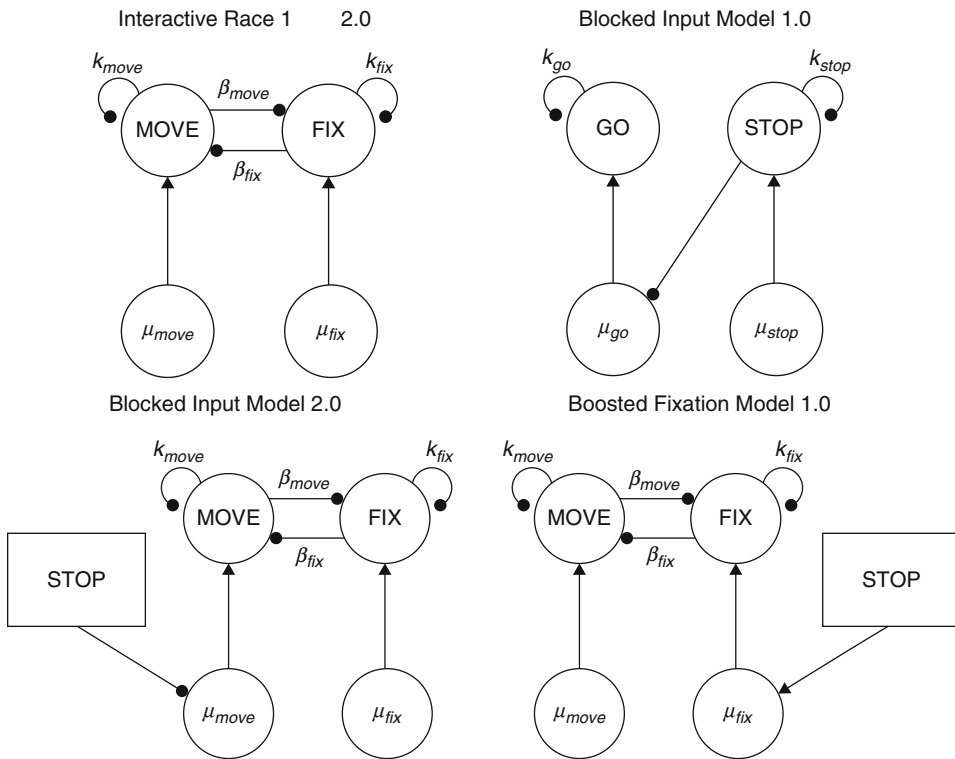 Interactive Race 1 2.0
k_move
β_move
k_fix
MOVE
FIX
β_fix
μ_move
μ_fix
Blocked Input Model 1.0
k_go
k_stop
GO
STOP
μ_go
μ_stop
Blocked Input Model 2.0
k_move
β_move
k_fix
MOVE
FIX
β_fix
STOP
μ_move
μ_fix
Boosted Fixation Model 1.0
k_move
β_move
k_fix
MOVE
FIX
β_fix
STOP
μ_move
μ_fix